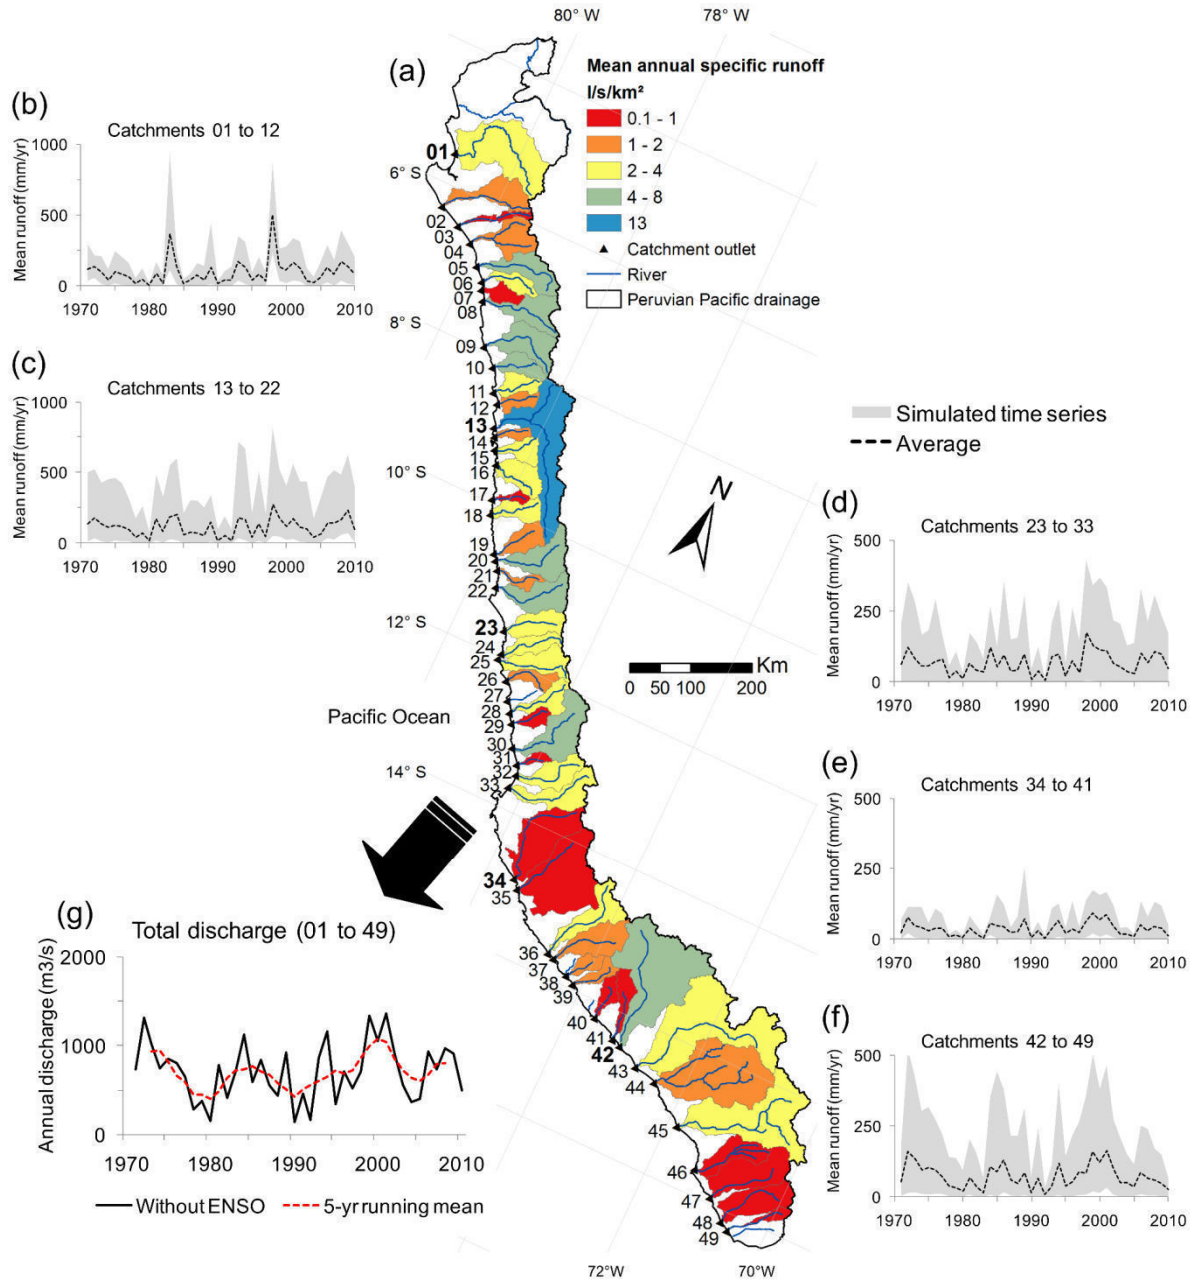 80° W
78° W
(a)
Mean annual specific runoff
l/s/km²
0.1 - 1
1 - 2
2 - 4
4 - 8
13
Catchment outlet
River
Peruvian Pacific drainage
(b)
Catchments 01 to 12
Mean runoff (mm/yr)
1000
500
0
1970 1980 1990 2000 2010
(c)
Catchments 13 to 22
Mean runoff (mm/yr)
1000
500
0
1970 1980 1990 2000 2010
6° S
8° S
10° S
12° S
14° S
01
02
03
04
05
06
07
08
09
10
11
12
13
14
15
16
17
18
19
20
21
22
23
24
25
26
27
28
29
30
31
32
33
34
35
36
37
38
39
40
41
42
43
44
45
46
47
48
49
Pacific Ocean
N
Km
0 50 100 200
Simulated time series
Average
(d)
Catchments 23 to 33
Mean runoff (mm/yr)
500
250
0
1970 1980 1990 2000 2010
(e)
Catchments 34 to 41
Mean runoff (mm/yr)
500
250
0
1970 1980 1990 2000 2010
(f)
Catchments 42 to 49
Mean runoff (mm/yr)
500
250
0
1970 1980 1990 2000 2010
(g)
Total discharge (01 to 49)
Annual discharge (m3/s)
2000
1000
0
1970 1980 1990 2000 2010
Without ENSO
5-yr running mean
72°W
70°W